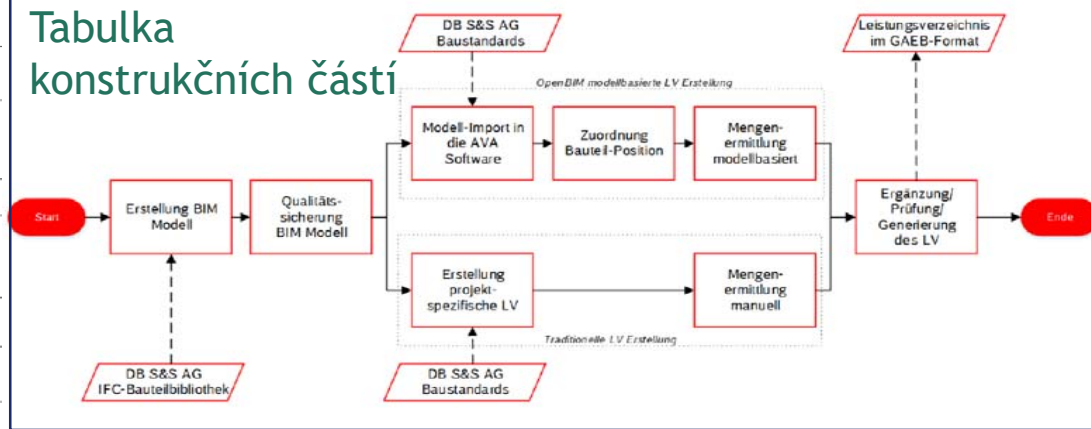 Tabulka
konstrukčních částí
DB S&S AG
Baustandards
Leistungsverzeichnis
im GAEB-Format
OpenBIM modellbasierte LV Erstellung
Modell-Import in
die AVA
Software
Zuordnung
Bauteil-Position
Mengen-
ermittlung
modellbasiert
Start
Erstellung BIM
Modell
Qualitäts-
sicherung
BIM Modell
Ergänzung/
Prüfung/
Generierung
des LV
Ende
Erstellung
projekt-
spezifische LV
Mengen-
ermittlung
manuell
Traditionelle LV Erstellung
DB S&S AG
IFC-Bauteilbibliothek
DB S&S AG
Baustandards